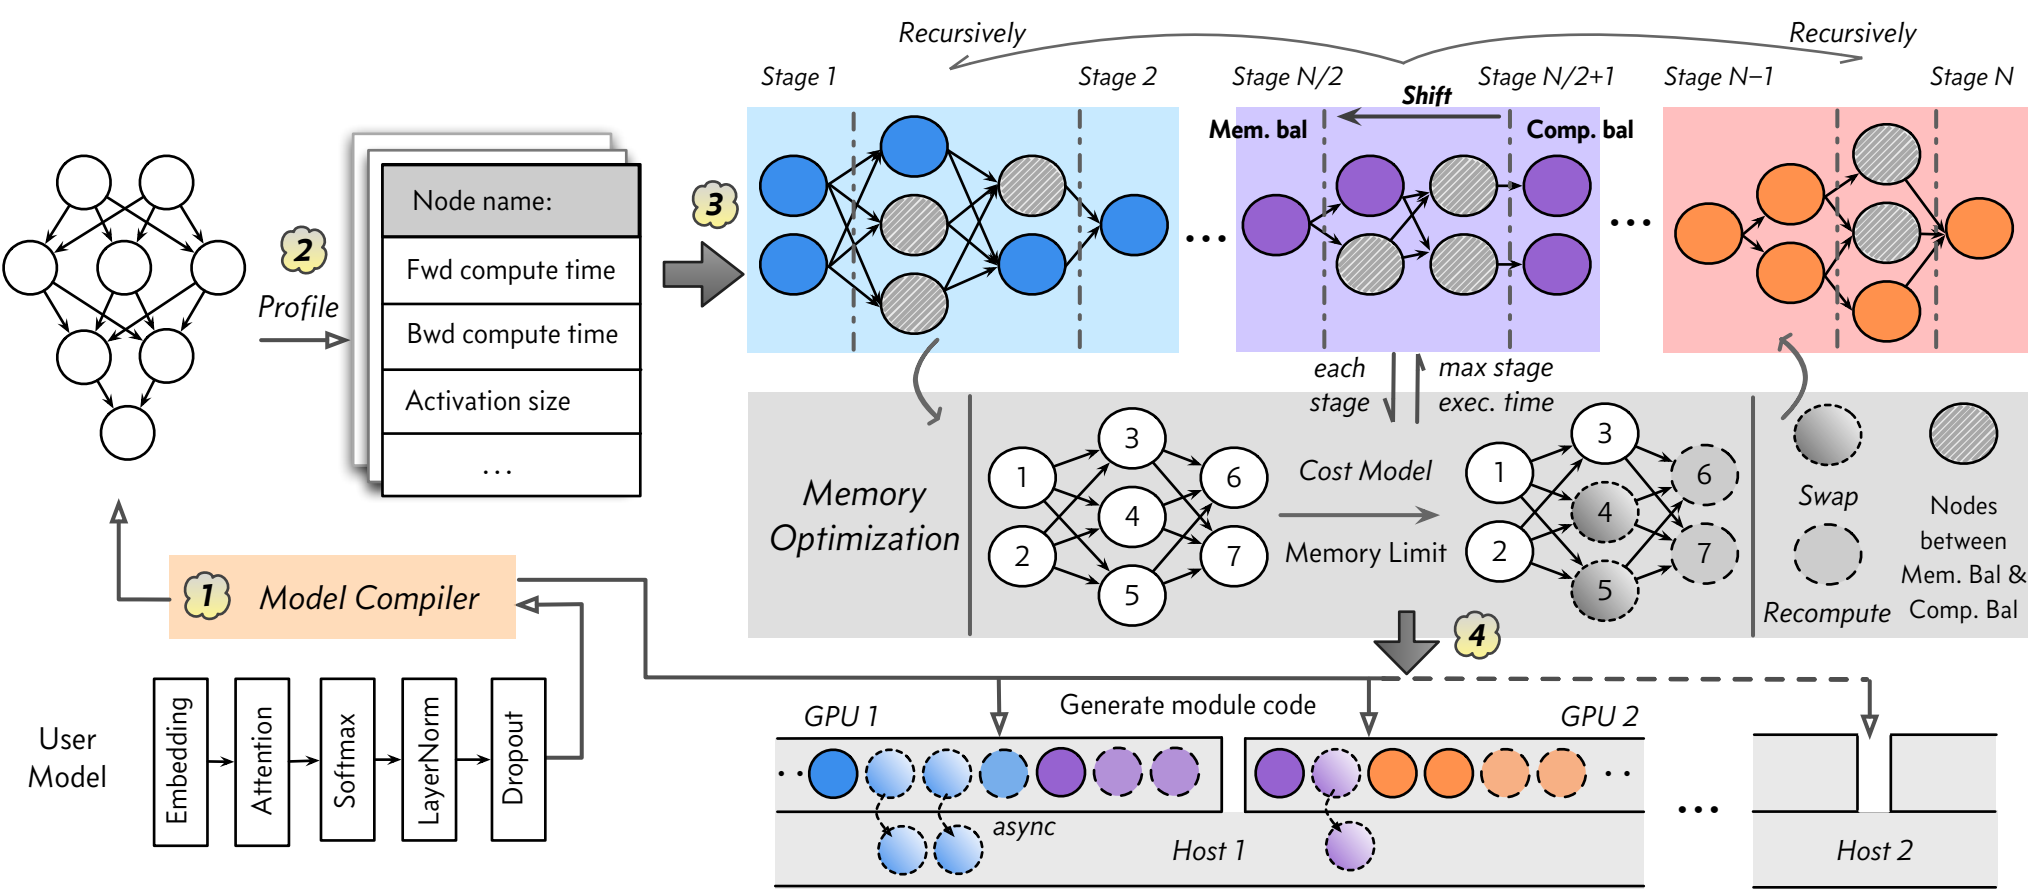 Recursively
Recursively
Stage 1
Stage 2
Stage N/2
Stage N/2+1
Stage N–1
Stage N
Shift
Mem. bal
Comp. bal
...
...
2
Profile
Node name:
Fwd compute time
Bwd compute time
Activation size
...
3
each
stage
max stage
exec. time
Memory
Optimization
1
2
3
4
5
6
7
Cost Model
Memory Limit
1
2
3
4
5
6
7
Swap
Recompute
Nodes
between
Mem. Bal &
Comp. Bal
1
Model Compiler
4
User
Model
Embedding
Attention
Softmax
LayerNorm
Dropout
Generate module code
GPU 1
GPU 2
async
Host 1
...
Host 2